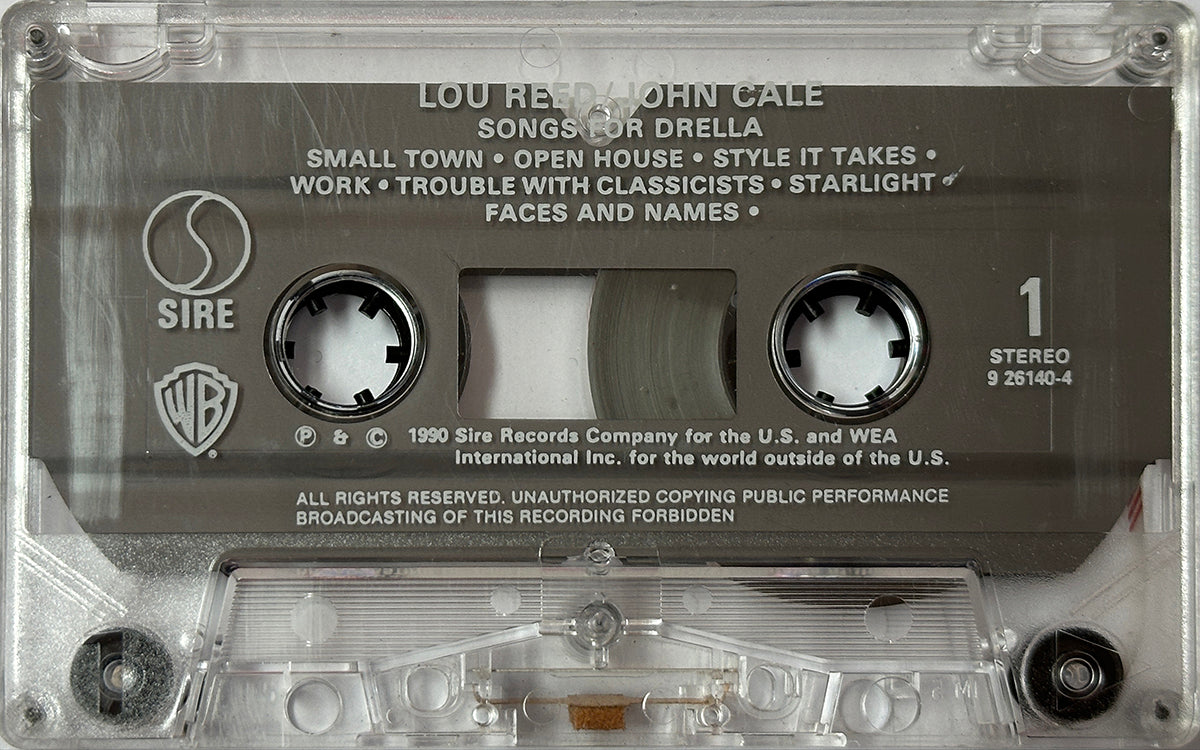 LOU REED/JOHN CALE
SONGS FOR DRELLA
SMALL TOWN • OPEN HOUSE • STYLE IT TAKES •
WORK • TROUBLE WITH CLASSICISTS • STARLIGHT •
FACES AND NAMES •
SIRE
1
STEREO
9 26140-4
WB
Ⓟ & Ⓒ 1990 Sire Records Company for the U.S. and WEA
International Inc. for the world outside of the U.S.
ALL RIGHTS RESERVED. UNAUTHORIZED COPYING PUBLIC PERFORMANCE
BROADCASTING OF THIS RECORDING FORBIDDEN